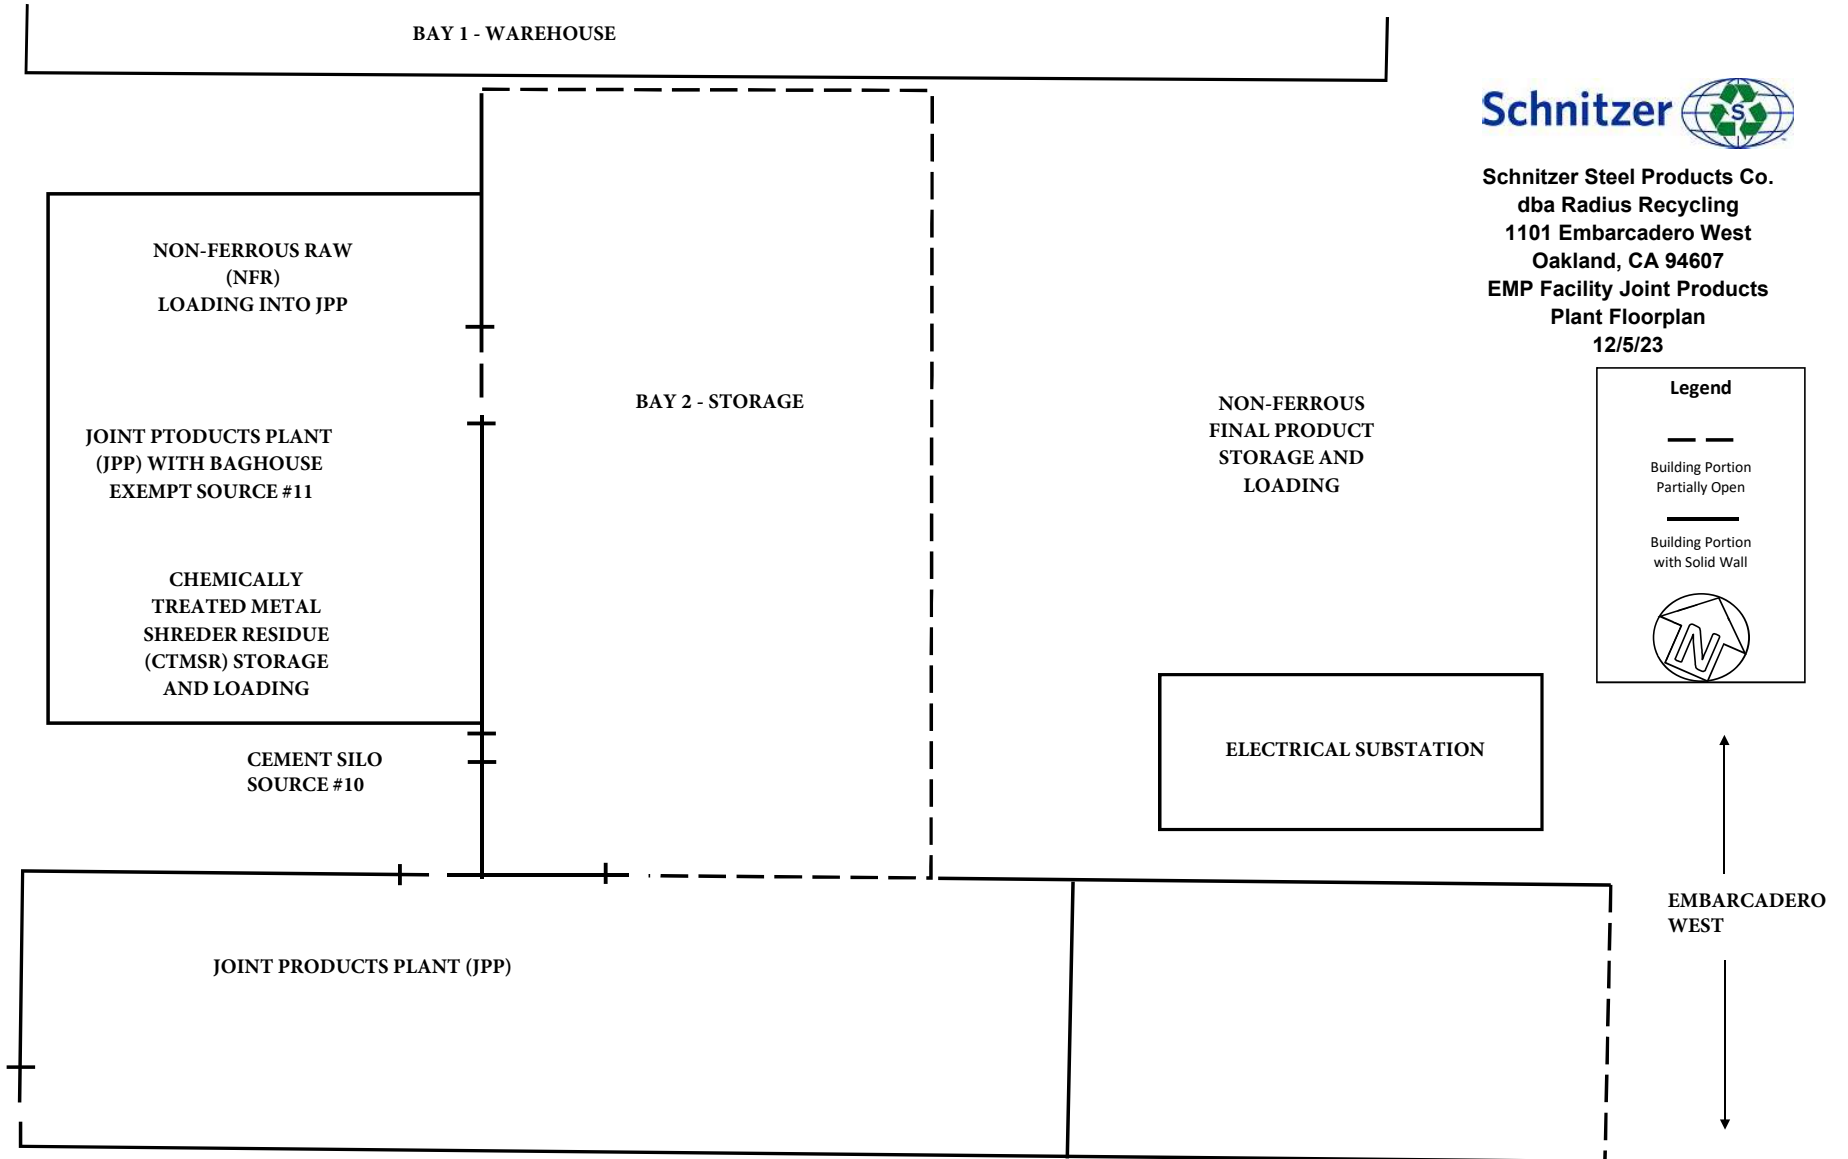 BAY 1 - WAREHOUSE
Schnitzer S
Schnitzer Steel Products Co.
dba Radius Recycling
1101 Embarcadero West
Oakland, CA 94607
EMP Facility Joint Products
Plant Floorplan
12/5/23
NON-FERROUS RAW
(NFR)
LOADING INTO JPP
JOINT PTODUCTS PLANT
(JPP) WITH BAGHOUSE
EXEMPT SOURCE #11
CHEMICALLY
TREATED METAL
SHREDER RESIDUE
(CTMSR) STORAGE
AND LOADING
BAY 2 - STORAGE
NON-FERROUS
FINAL PRODUCT
STORAGE AND
LOADING
Legend
Building Portion
Partially Open
Building Portion
with Solid Wall
N
CEMENT SILO
SOURCE #10
ELECTRICAL SUBSTATION
EMBARCADERO
WEST
JOINT PRODUCTS PLANT (JPP)